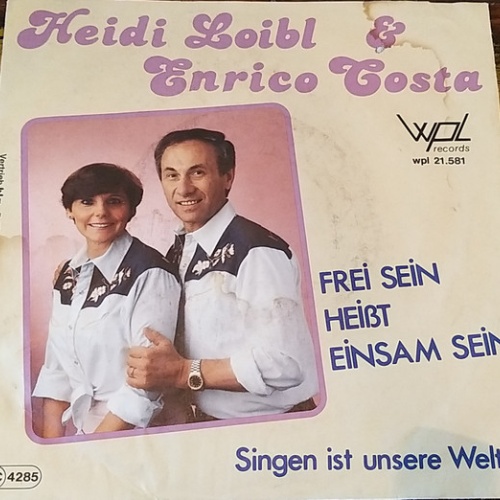 Heidi Loibl &
Enrico Costa
wpl
records
wpl 21.581
FREI SEIN
HEIßT
EINSAM SEIN
Singen ist unsere Welt
C 4285
Vertrieb